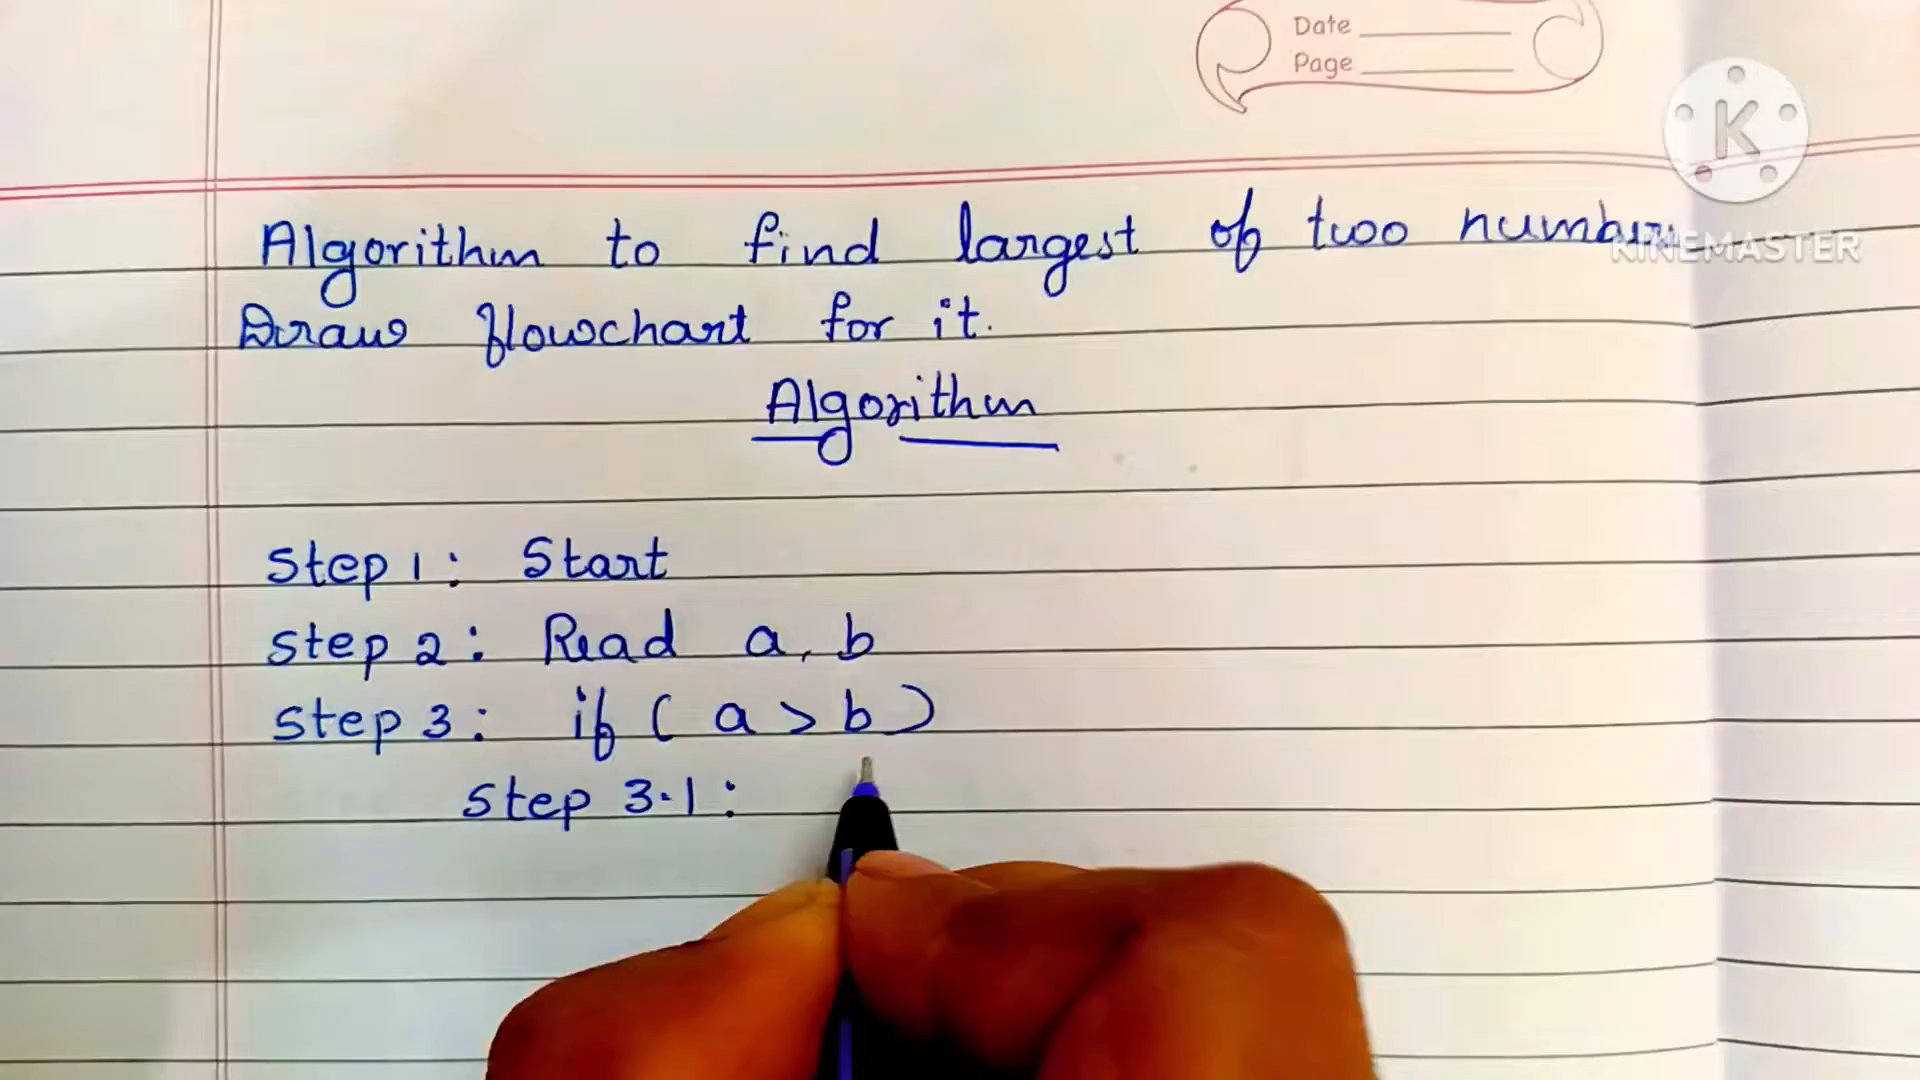 Date
Page
K
KINEMASTER
Algorithm to find largest of two numbers
Draw flowchart for it.
Algorithm
Step 1: Start
Step 2: Read a, b
Step 3: if ( a > b )
Step 3.1: